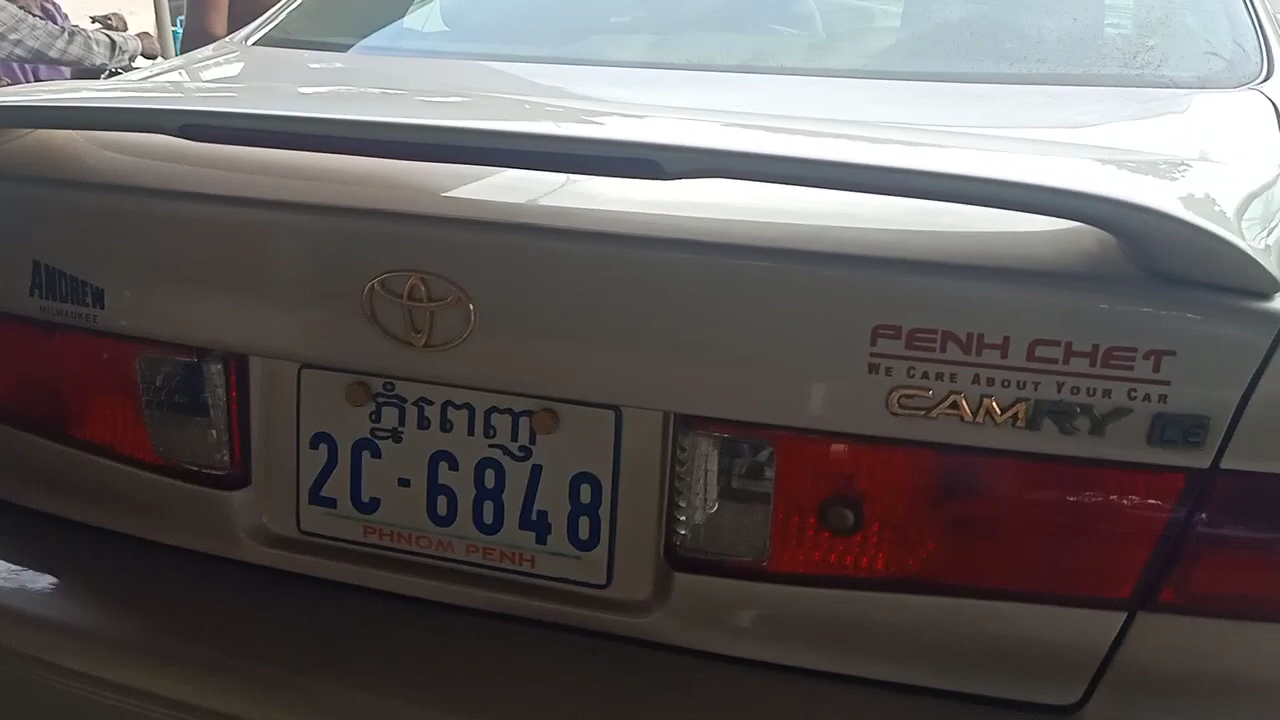 ANDREW
MILWAUKEE
PENH CHET
WE CARE ABOUT YOUR CAR
CAMRY LE
ភ្នំពេញ
2C-6848
PHNOM PENH